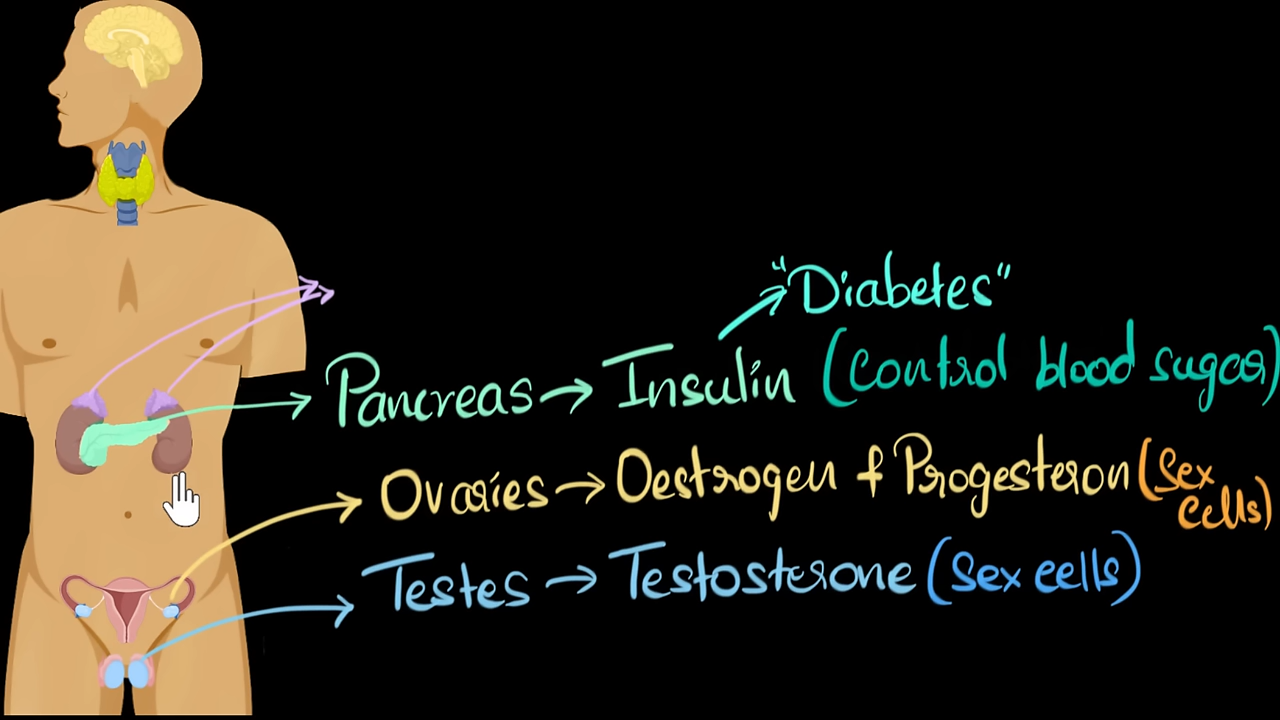 "Diabetes"
Pancreas → Insulin (Control blood sugar)
Ovaries → Oestrogen & Progesteron (Sex cells)
Testes → Testosterone (Sex cells)